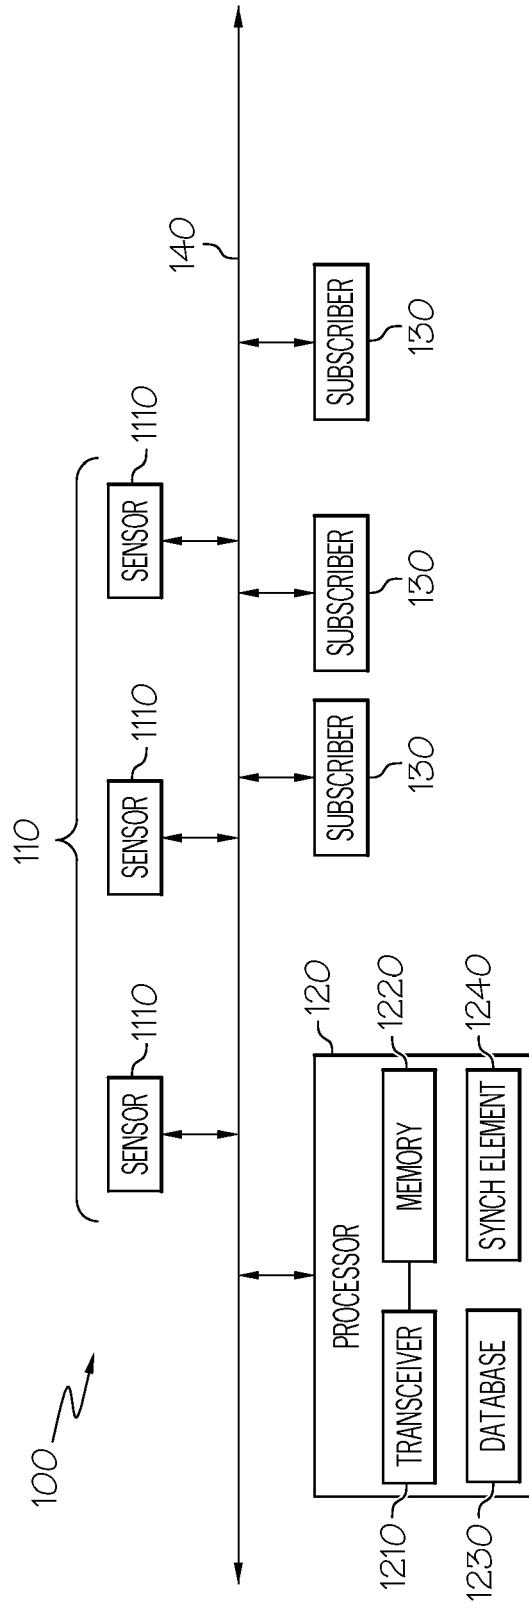 100
110
1110
1110
1110
SENSOR
SENSOR
SENSOR
140
120
PROCESSOR
1210
TRANSCEIVER
MEMORY
1220
1230
DATABASE
SYNCH ELEMENT
1240
SUBSCRIBER
SUBSCRIBER
SUBSCRIBER
130
130
130